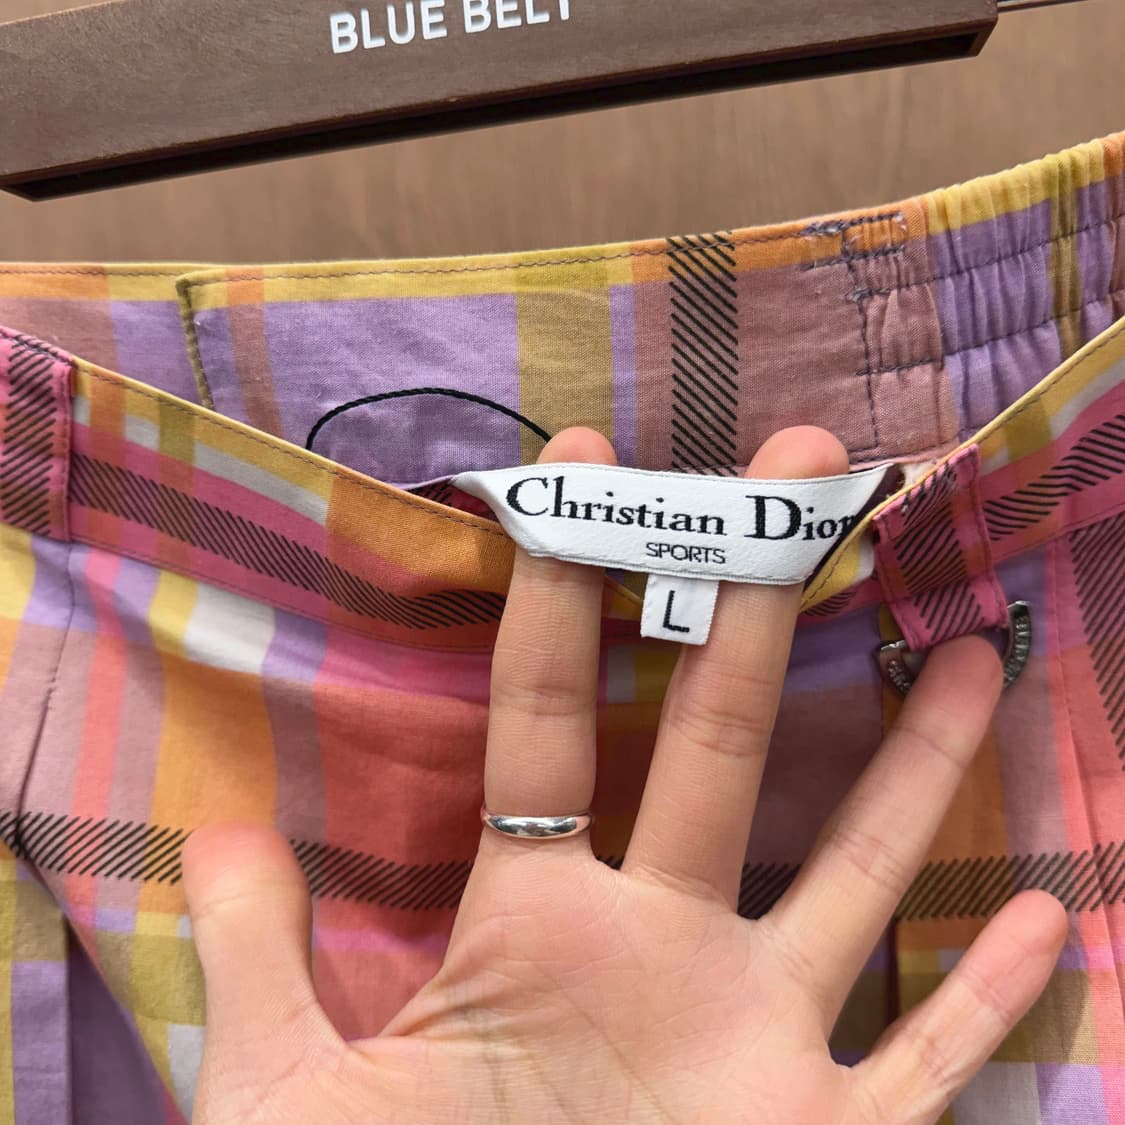 BLUE BELT
Christian Dior
SPORTS
L